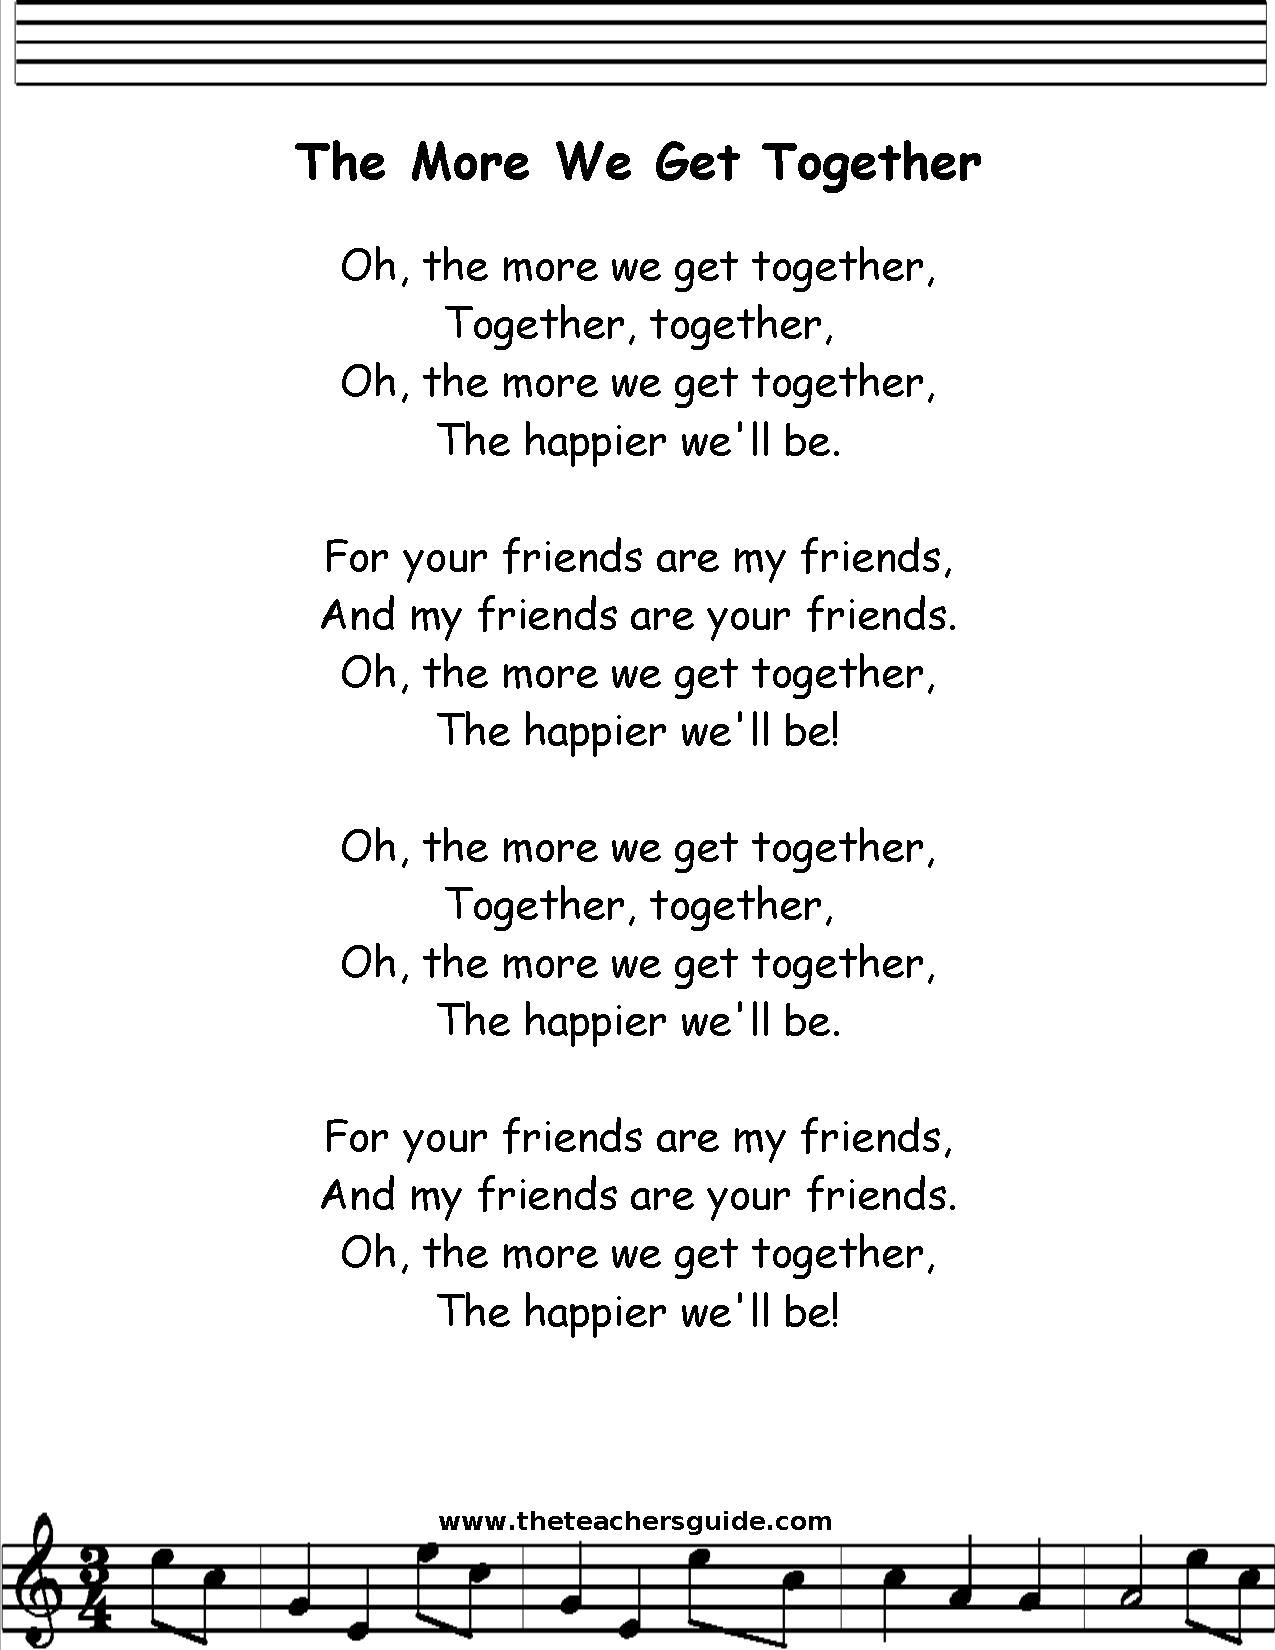 The More We Get Together
Oh, the more we get together,
Together, together,
Oh, the more we get together,
The happier we'll be.
For your friends are my friends,
And my friends are your friends.
Oh, the more we get together,
The happier we'll be!
Oh, the more we get together,
Together, together,
Oh, the more we get together,
The happier we'll be.
For your friends are my friends,
And my friends are your friends.
Oh, the more we get together,
The happier we'll be!
www.theteachersguide.com
3
4